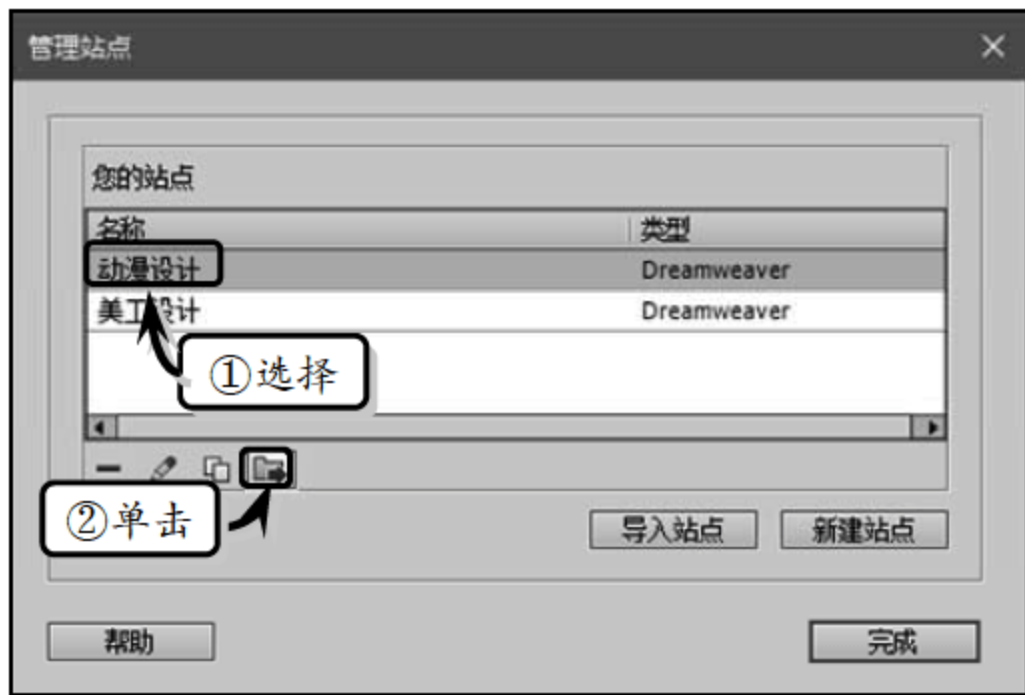 管理站点
您的站点
名称 类型
动漫设计 Dreamweaver
美工设计 Dreamweaver
①选择
②单击
导入站点 新建站点
帮助 完成